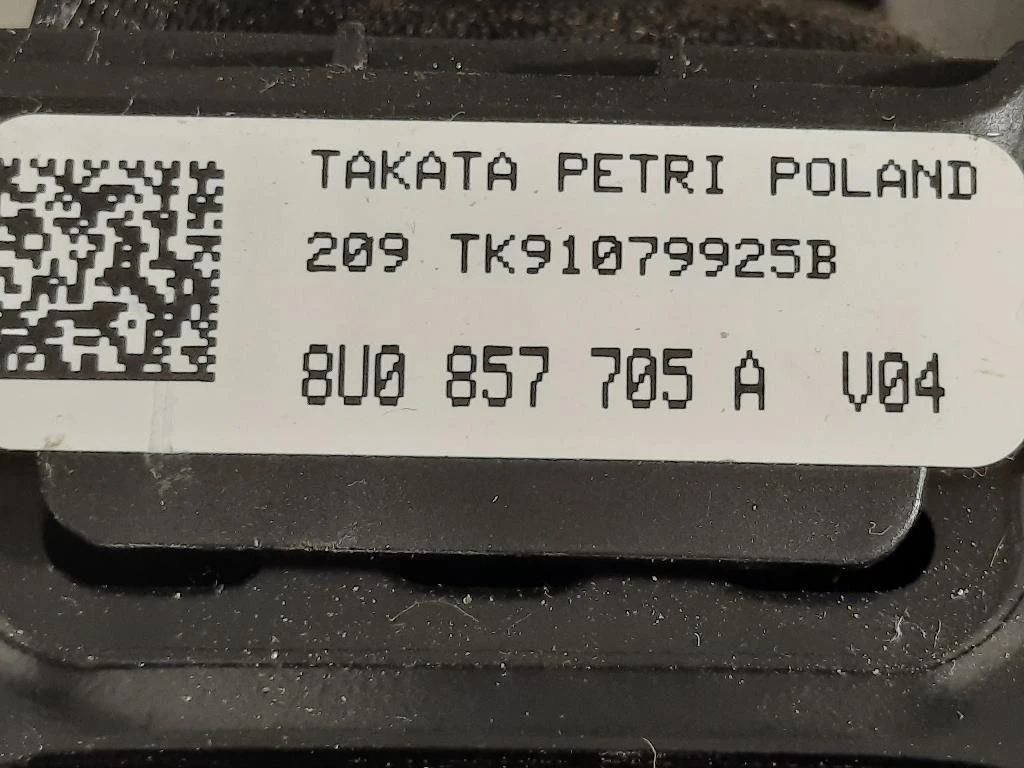 TAKATA PETRI POLAND
209 TK91079925B
8U0 857 705 A V04